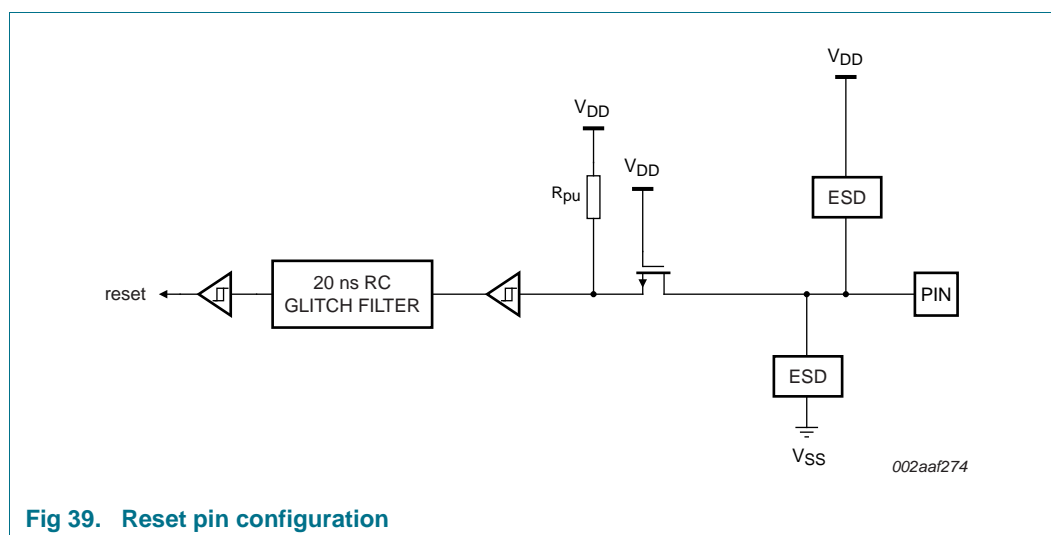 VDD
VDD
VDD
Rpu
ESD
reset
20 ns RC
GLITCH FILTER
PIN
ESD
VSS
002aaf274
Fig 39. Reset pin configuration